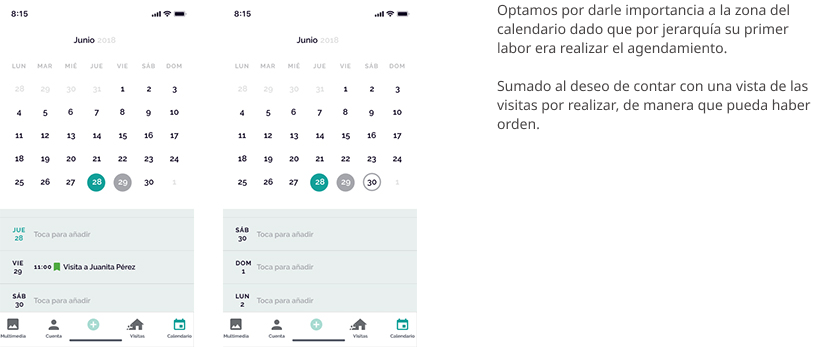 8:15
Junio 2018
LUN MAR MIÉ JUE VIE SÁB DOM
28 29 30 31 1 2 3
4 5 6 7 8 9 10
11 12 13 14 15 16 17
18 19 20 21 22 23 24
25 26 27 28 29 30 1
JUE 28 Toca para añadir
VIE 29 11:00 Visita a Juanita Pérez
SÁB 30 Toca para añadir
Multimedia Cuenta Visitas Calendario
8:15
Junio 2018
LUN MAR MIÉ JUE VIE SÁB DOM
28 29 30 31 1 2 3
4 5 6 7 8 9 10
11 12 13 14 15 16 17
18 19 20 21 22 23 24
25 26 27 28 29 30 1
SÁB 30 Toca para añadir
DOM 1 Toca para añadir
LUN 2 Toca para añadir
Multimedia Cuenta Visitas Calendario
Optamos por darle importancia a la zona del
calendario dado que por jerarquía su primer
labor era realizar el agendamiento.
Sumado al deseo de contar con una vista de las
visitas por realizar, de manera que pueda haber
orden.